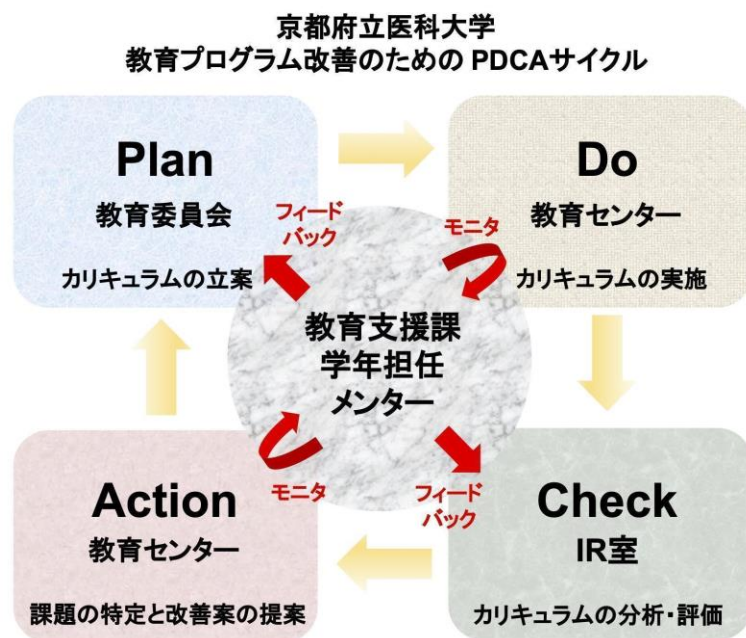 京都府立医科大学
教育プログラム改善のための PDCAサイクル
Plan
教育委員会
カリキュラムの立案
Do
教育センター
カリキュラムの実施
フィード
バック
モニタ
教育支援課
学年担任
メンター
モニタ
フィード
バック
Action
教育センター
課題の特定と改善案の提案
Check
IR室
カリキュラムの分析・評価